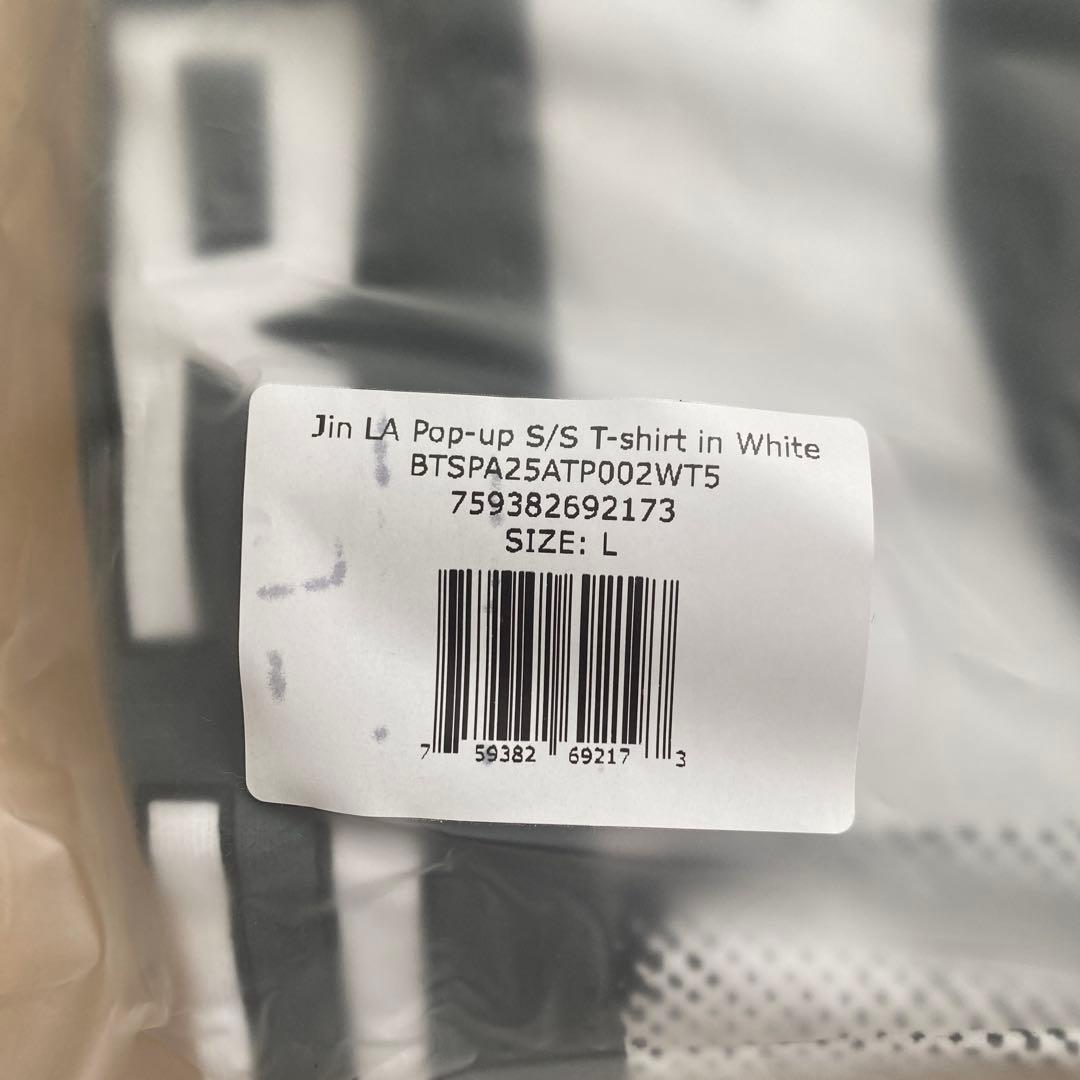 Jin LA Pop-up S/S T-shirt in White
BTSPA25ATP002WT5
759382692173
SIZE: L
7 59382 69217 3